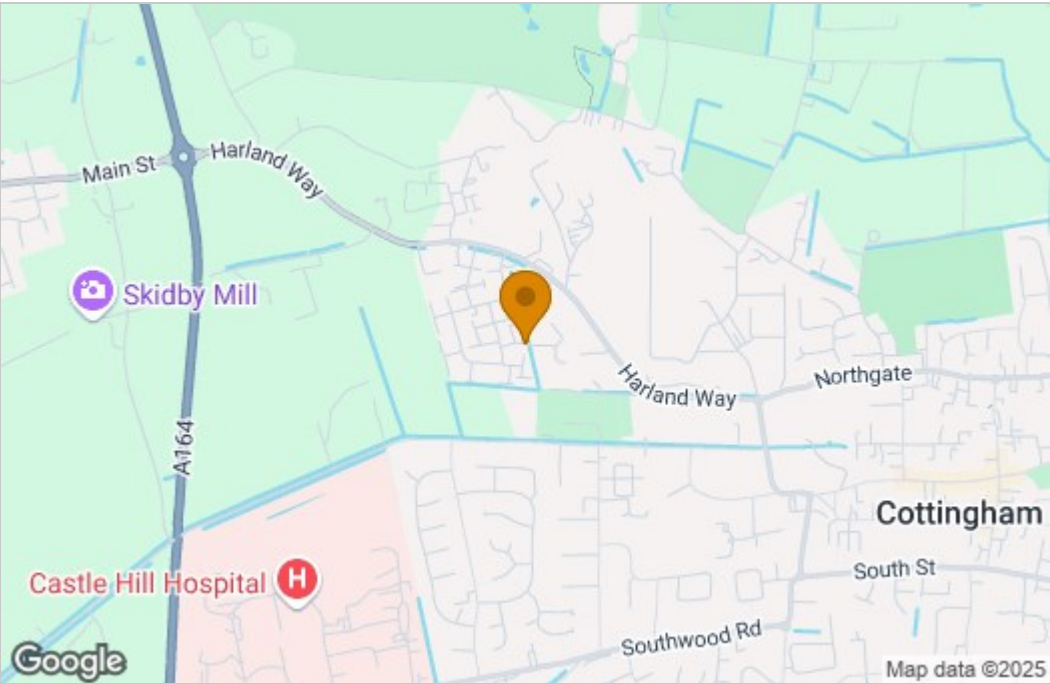 Main St
Harland Way
Skidby Mill
Harland Way
Northgate
A164
Cottingham
South St
Castle Hill Hospital
H
Southwood Rd
Google
Map data ©2025